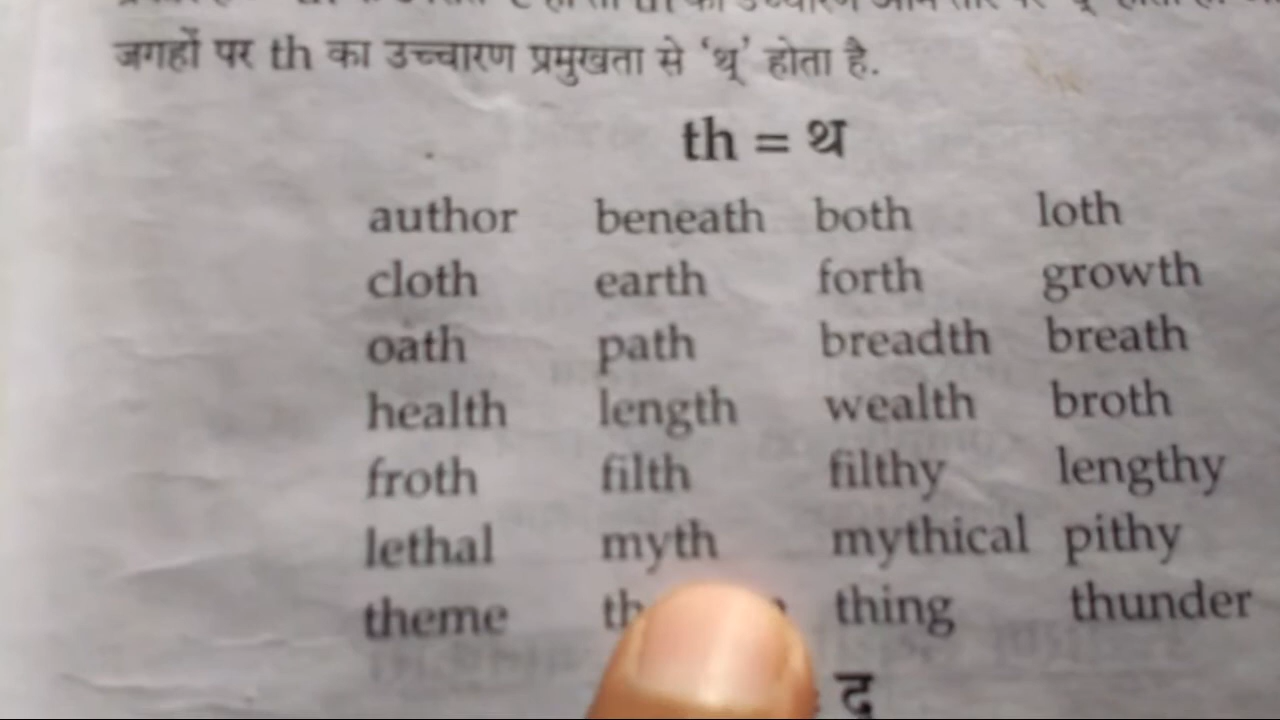 जगहों पर th का उच्चारण प्रमुखता से ‘थ्’ होता है.
th = थ
author beneath both loth
cloth earth forth growth
oath path breadth breath
health length wealth broth
froth filth filthy lengthy
lethal myth mythical pithy
theme thing thunder
द